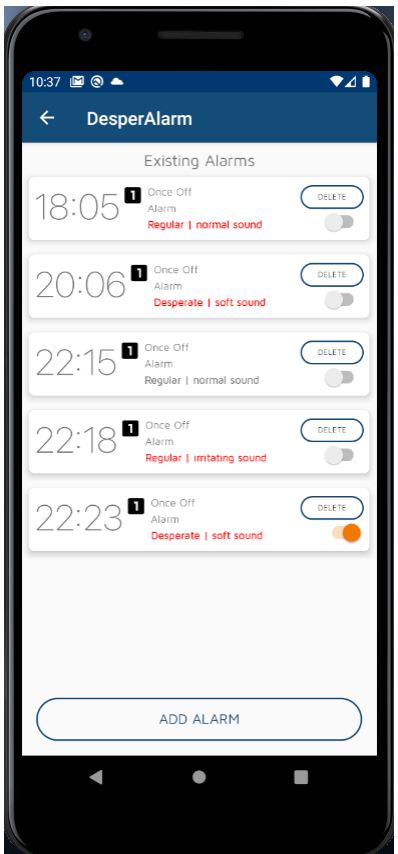 10:37
DesperAlarm
Existing Alarms
18:05 1 Once Off
Alarm
Regular | normal sound
DELETE
20:06 1 Once Off
Alarm
Desperate | soft sound
DELETE
22:15 1 Once Off
Alarm
Regular | normal sound
DELETE
22:18 1 Once Off
Alarm
Regular | irritating sound
DELETE
22:23 1 Once Off
Alarm
Desperate | soft sound
DELETE
ADD ALARM